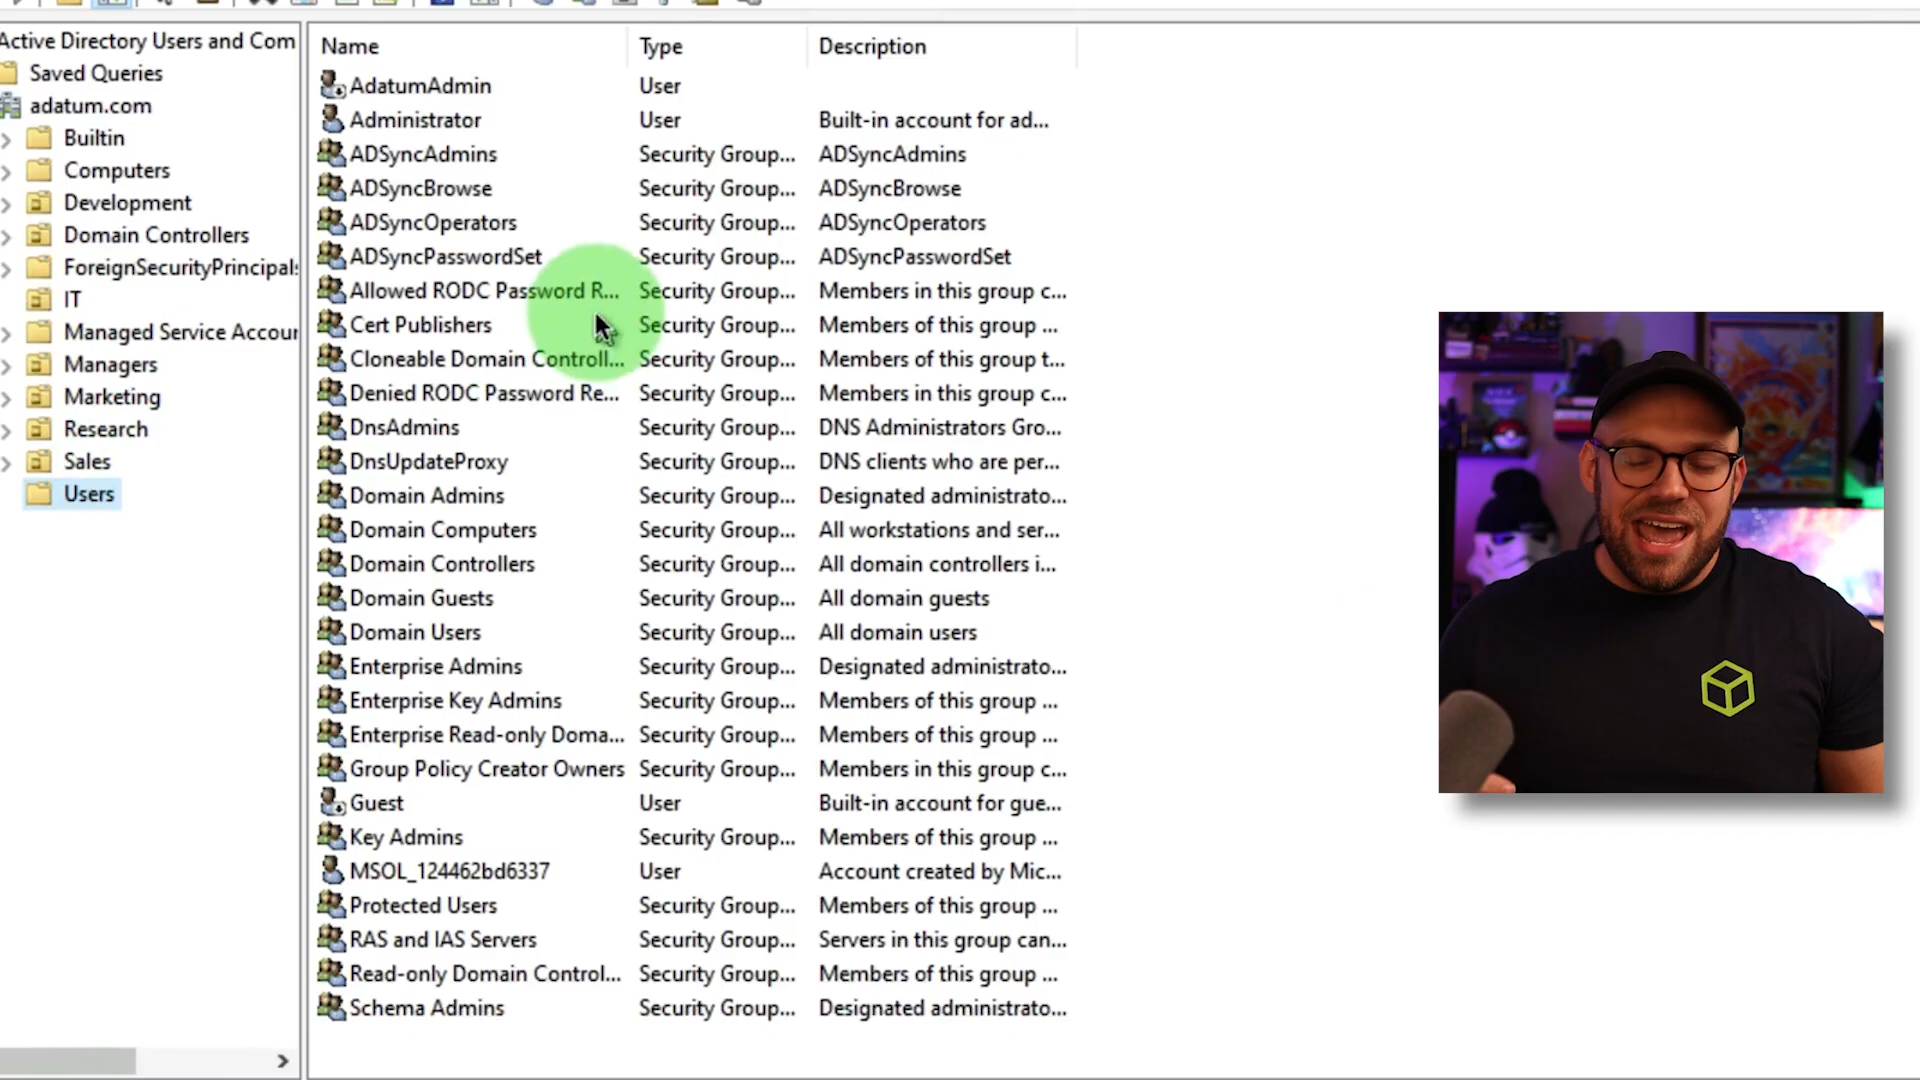 Active Directory Users and Com
Saved Queries
adatum.com
Builtin
Computers
Development
Domain Controllers
ForeignSecurityPrincipals
IT
Managed Service Accoun
Managers
Marketing
Research
Sales
Users
Name Type Description
AdatumAdmin User
Administrator User Built-in account for ad...
ADSyncAdmins Security Group... ADSyncAdmins
ADSyncBrowse Security Group... ADSyncBrowse
ADSyncOperators Security Group... ADSyncOperators
ADSyncPasswordSet Security Group... ADSyncPasswordSet
Allowed RODC Password R... Security Group... Members in this group c...
Cert Publishers Security Group... Members of this group ...
Cloneable Domain Controll... Security Group... Members of this group t...
Denied RODC Password Re... Security Group... Members in this group c...
DnsAdmins Security Group... DNS Administrators Gro...
DnsUpdateProxy Security Group... DNS clients who are per...
Domain Admins Security Group... Designated administrato...
Domain Computers Security Group... All workstations and ser...
Domain Controllers Security Group... All domain controllers i...
Domain Guests Security Group... All domain guests
Domain Users Security Group... All domain users
Enterprise Admins Security Group... Designated administrato...
Enterprise Key Admins Security Group... Members of this group ...
Enterprise Read-only Doma... Security Group... Members of this group ...
Group Policy Creator Owners Security Group... Members in this group c...
Guest User Built-in account for gue...
Key Admins Security Group... Members of this group ...
MSOL_124462bd6337 User Account created by Mic...
Protected Users Security Group... Members of this group ...
RAS and IAS Servers Security Group... Servers in this group can...
Read-only Domain Control... Security Group... Members of this group ...
Schema Admins Security Group... Designated administrato...